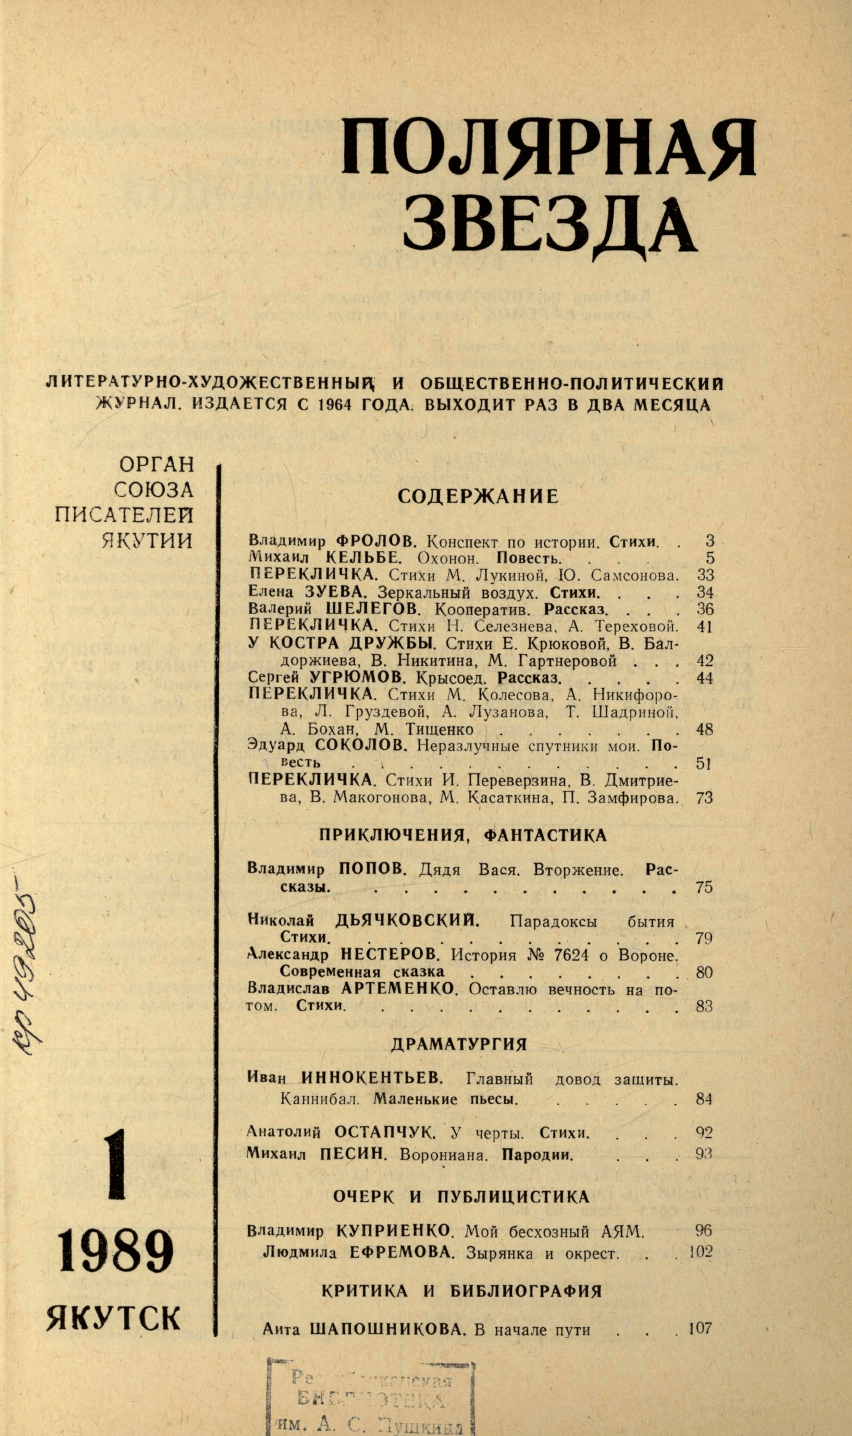 ПОЛЯРНАЯ
ЗВЕЗДА
ЛИТЕРАТУРНО-ХУДОЖЕСТВЕННЫЙ И ОБЩЕСТВЕННО-ПОЛИТИЧЕСКИЙ
ЖУРНАЛ. ИЗДАЕТСЯ С 1964 ГОДА. ВЫХОДИТ РАЗ В ДВА МЕСЯЦА
ОРГАН
СОЮЗА
ПИСАТЕЛЕЙ
ЯКУТИИ
СОДЕРЖАНИЕ
Владимир ФРОЛОВ. Конспект по истории. Стихи. . 3
Михаил КЕЛЬБЕ. Охонон. Повесть. . . . . 5
ПЕРЕКЛИЧКА. Стихи М. Лукиной, Ю. Самсонова. 33
Елена ЗУЕВА. Зеркальный воздух. Стихи. . . . 34
Валерий ШЕЛЕГОВ. Кооператив. Рассказ. . . . 36
ПЕРЕКЛИЧКА. Стихи Н. Селезнева, А. Тереховой. 41
У КОСТРА ДРУЖБЫ. Стихи Е. Крюковой, В. Бал-
доржиева, В. Никитина, М. Гартнеровой . . . 42
Сергей УГРЮМОВ. Крысоед. Рассказ. . . . . 44
ПЕРЕКЛИЧКА. Стихи М. Колесова, А. Никифоро-
ва, Л. Груздевой, А. Лузанова, Т. Шадриной,
А. Бохан, М. Тищенко . . . . . . . 48
Эдуард СОКОЛОВ. Неразлучные спутники мои. По-
весть . . . . . . . . . . . . 51
ПЕРЕКЛИЧКА. Стихи И. Переверзина, В. Дмитрие-
ва, В. Макогонова, М. Касаткина, П. Замфирова. 73
ПРИКЛЮЧЕНИЯ, ФАНТАСТИКА
Владимир ПОПОВ. Дядя Вася. Вторжение. Рас-
сказы. . . . . . . . . . . . 75
Николай ДЬЯЧКОВСКИЙ. Парадоксы бытия
Стихи. . . . . . . . . . . . . 79
Александр НЕСТЕРОВ. История № 7624 о Вороне.
Современная сказка . . . . . . . . 80
Владислав АРТЕМЕНКО. Оставлю вечность на по-
том. Стихи. . . . . . . . . . . . 83
ДРАМАТУРГИЯ
Иван ИННОКЕНТЬЕВ. Главный довод защиты.
Каннибал. Маленькие пьесы. . . . . . 84
Анатолий ОСТАПЧУК. У черты. Стихи. . . . 92
Михаил ПЕСИН. Ворониана. Пародии. . . . 93
ОЧЕРК И ПУБЛИЦИСТИКА
Владимир КУПРИЕНКО. Мой бесхозный АЯМ. 96
Людмила ЕФРЕМОВА. Зырянка и окрест. . . 102
КРИТИКА И БИБЛИОГРАФИЯ
Аита ШАПОШНИКОВА. В начале пути . . . 107
1
1989
ЯКУТСК
БИБЛИОТЕКА
им. А. С. Пушкина